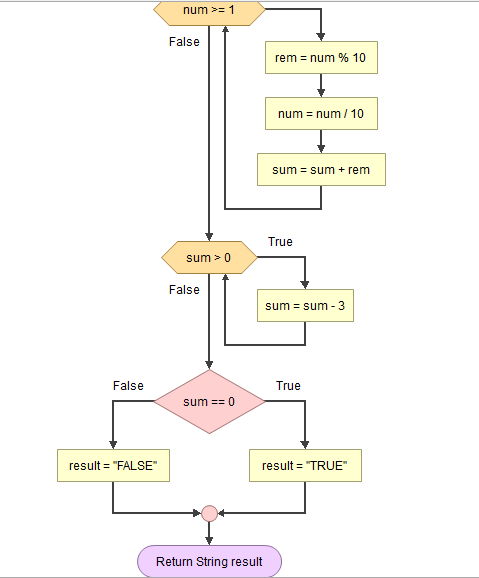 num >= 1
False
rem = num % 10
num = num / 10
sum = sum + rem
True
sum > 0
False
sum = sum - 3
False
True
sum == 0
result = "FALSE"
result = "TRUE"
Return String result